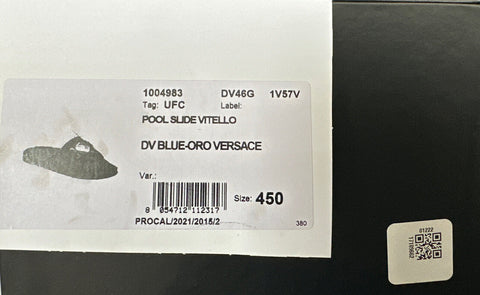 1004983 DV46G 1V57V
Tag: UFC Label:
POOL SLIDE VITELLO
DV BLUE-ORO VERSACE
Var.:
Size: 450
8 054712 112317
PROCAL/2021/2015/2
380
01222